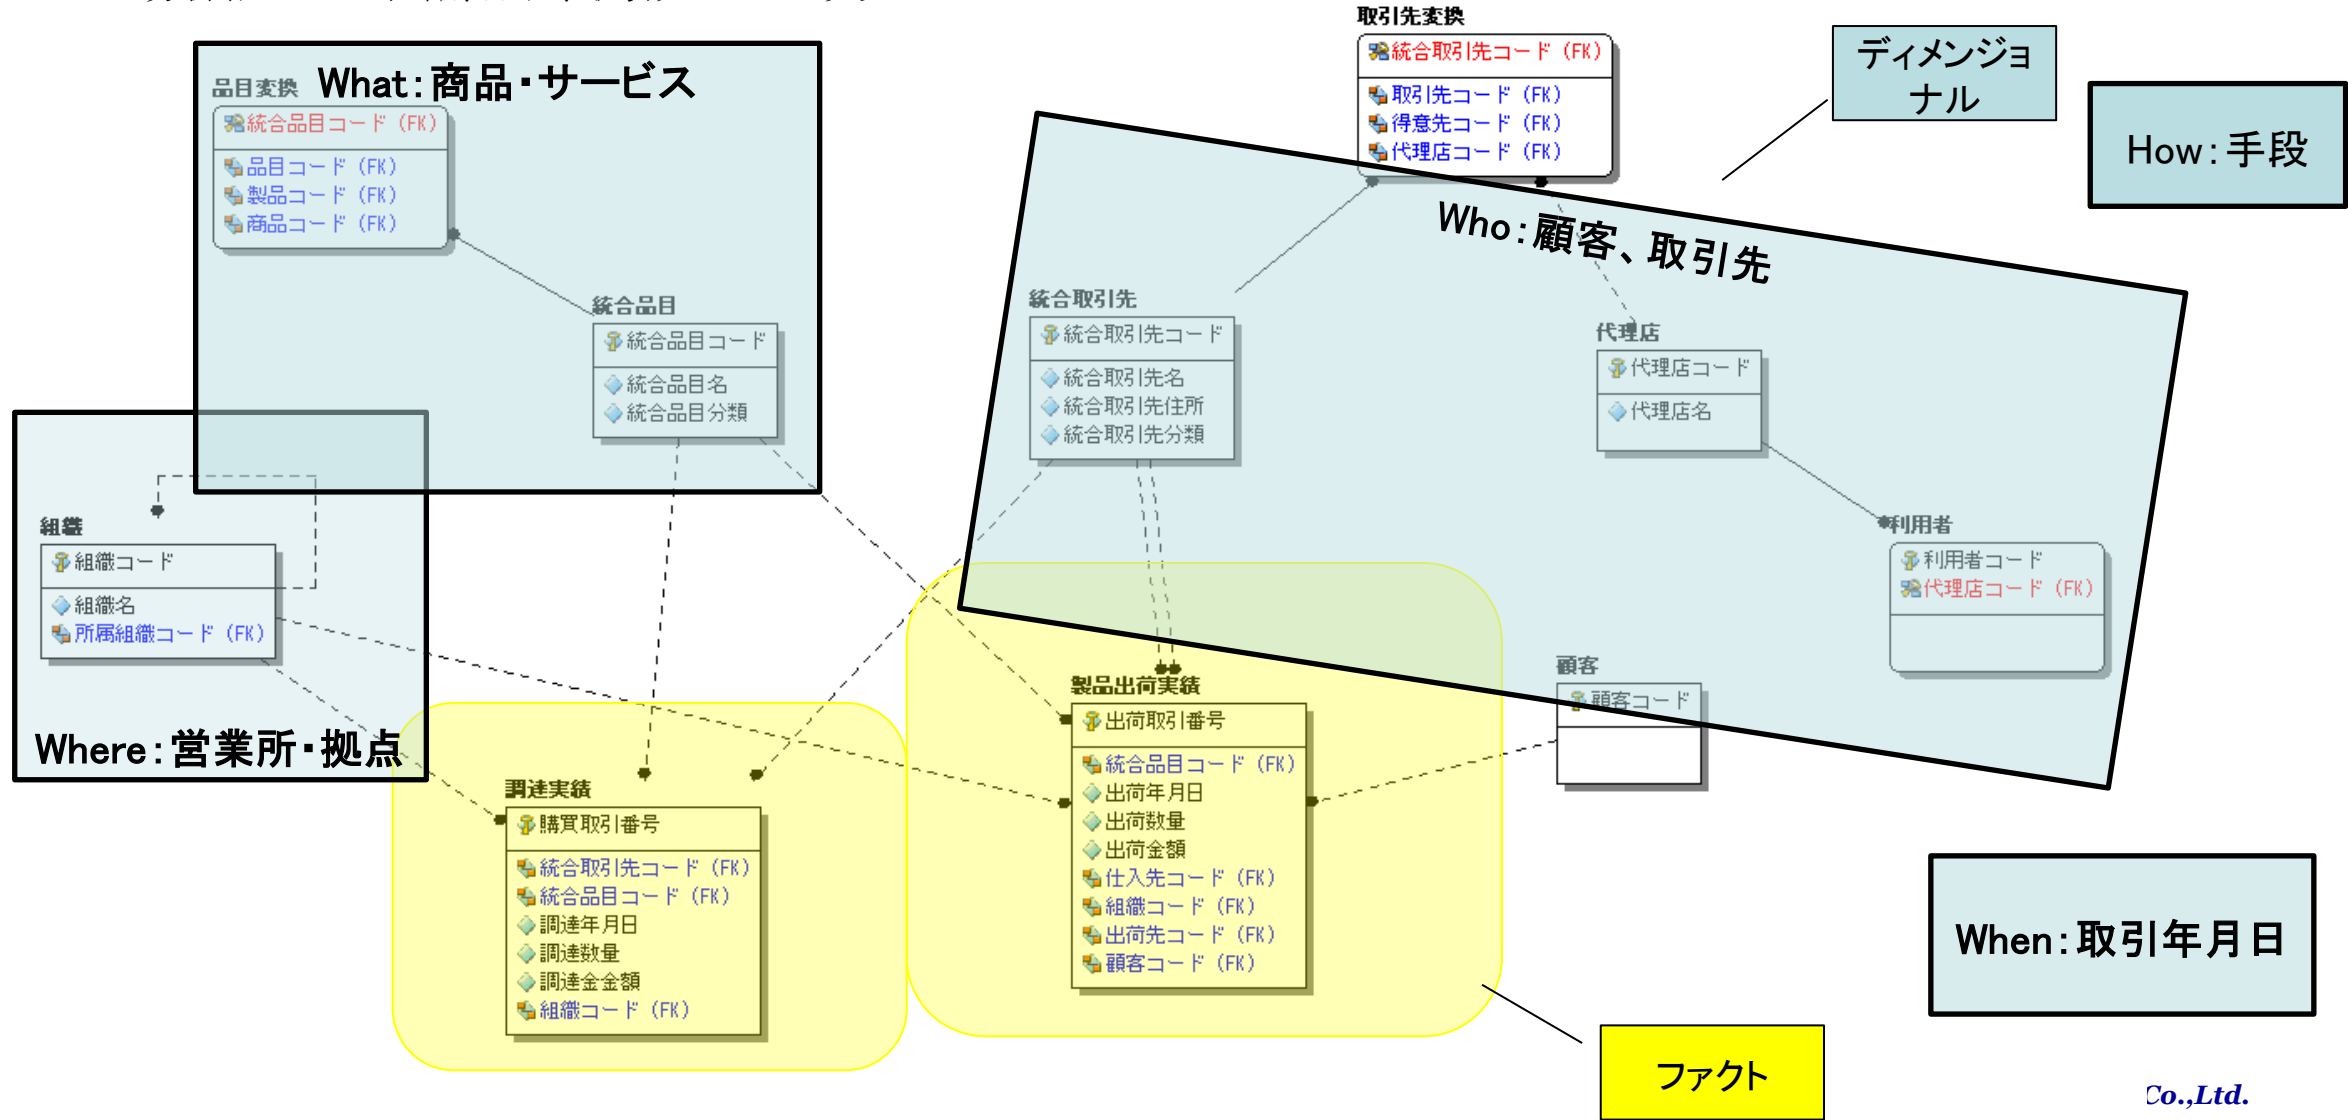 取引先変換
統合取引先コード (FK)
取引先コード (FK)
得意先コード (FK)
代理店コード (FK)
ディメンジョ
ナル
How：手段
What：商品・サービス
品目変換
統合品目コード (FK)
品目コード (FK)
製品コード (FK)
商品コード (FK)
Who：顧客、取引先
統合品目
統合品目コード
統合品目名
統合品目分類
統合取引先
統合取引先コード
統合取引先名
統合取引先住所
統合取引先分類
代理店
代理店コード
代理店名
利用者
利用者コード
代理店コード (FK)
組織
組織コード
組織名
所属組織コード (FK)
Where：営業所・拠点
顧客
顧客コード
製品出荷実績
出荷取引番号
統合品目コード (FK)
出荷年月日
出荷数量
出荷金額
仕入先コード (FK)
組織コード (FK)
出荷先コード (FK)
顧客コード (FK)
調達実績
購買取引番号
統合取引先コード (FK)
統合品目コード (FK)
調達年月日
調達数量
調達金金額
組織コード (FK)
When：取引年月日
ファクト
Co.,Ltd.